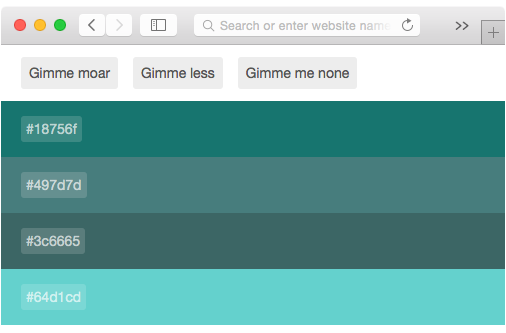 Search or enter website name
Gimme moar Gimme less Gimme me none
#18756f
#497d7d
#3c6665
#64d1cd